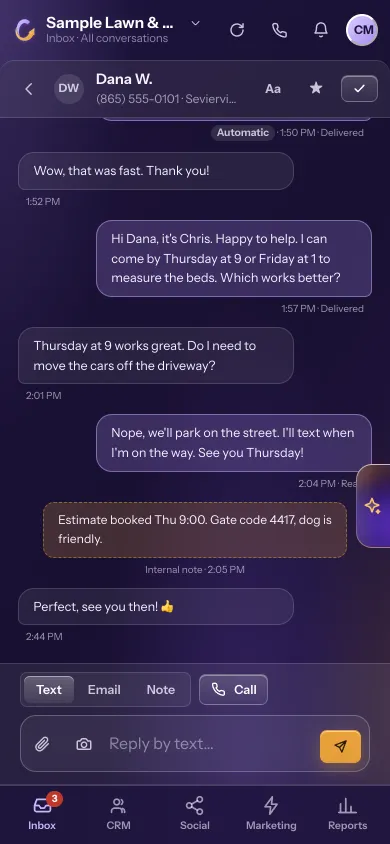 Sample Lawn & ...
Inbox · All conversations
CM
DW
Dana W.
(865) 555-0101 · Seviervi...
Aa
Automatic · 1:50 PM · Delivered
Wow, that was fast. Thank you!
1:52 PM
Hi Dana, it's Chris. Happy to help. I can
come by Thursday at 9 or Friday at 1 to
measure the beds. Which works better?
1:57 PM · Delivered
Thursday at 9 works great. Do I need to
move the cars off the driveway?
2:01 PM
Nope, we'll park on the street. I'll text when
I'm on the way. See you Thursday!
2:04 PM ·
Estimate booked Thu 9:00. Gate code 4417, dog is
friendly.
Internal note · 2:05 PM
Perfect, see you then! 👍
2:44 PM
Text Email Note Call
Reply by text...
3
Inbox CRM Social Marketing Reports